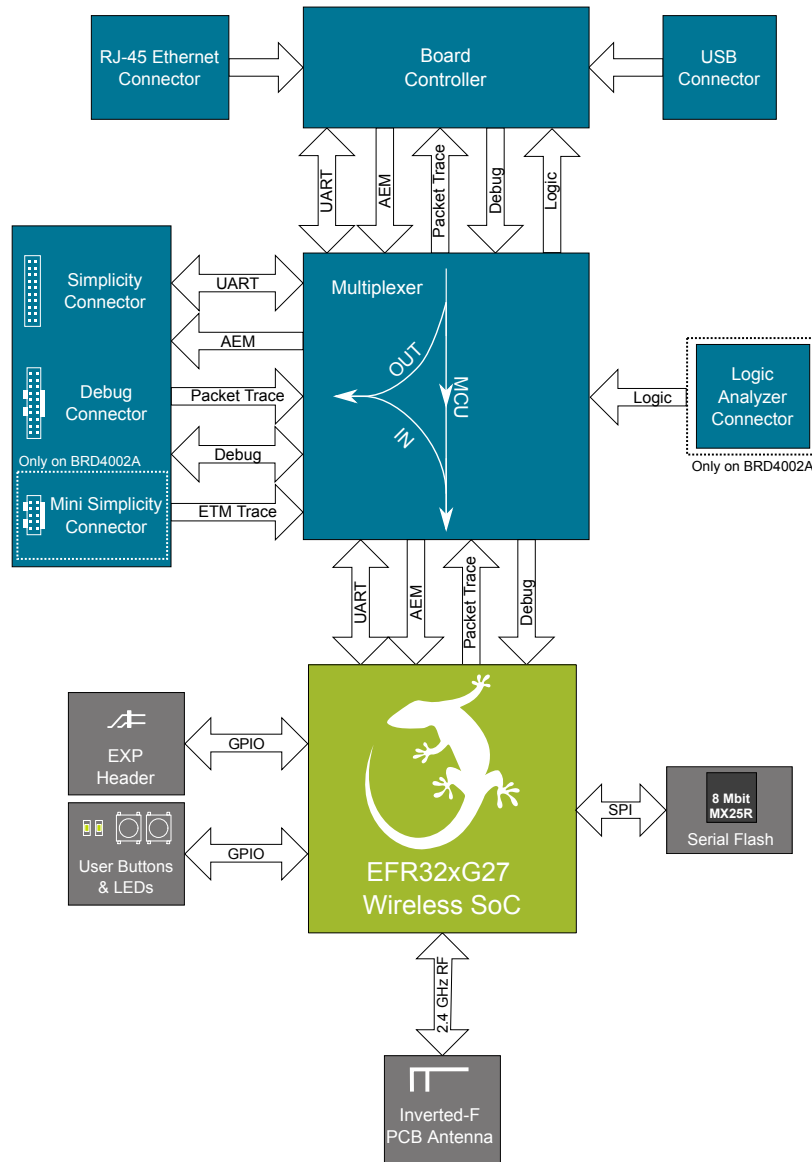 RJ-45 Ethernet
Connector
Board
Controller
USB
Connector
UART
AEM
Packet Trace
Debug
Logic
Simplicity
Connector
Debug
Connector
Only on BRD4002A
Mini Simplicity
Connector
UART
AEM
Packet Trace
Debug
ETM Trace
Multiplexer
OUT
MCU
IN
Logic
Logic
Analyzer
Connector
Only on BRD4002A
UART
AEM
Packet Trace
Debug
EXP
Header
GPIO
User Buttons
& LEDs
GPIO
EFR32xG27
Wireless SoC
SPI
8 Mbit
MX25R
Serial Flash
2.4 GHz RF
Inverted-F
PCB Antenna